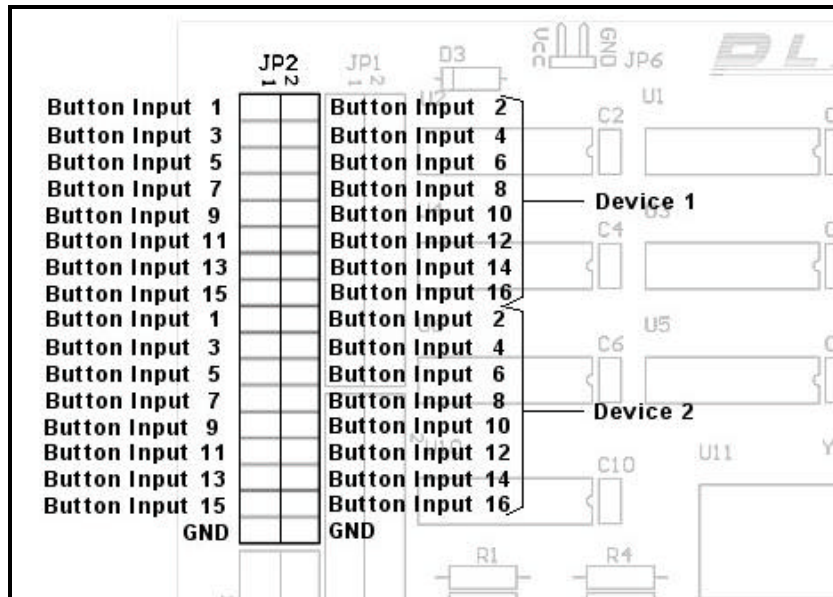 JP2
1 2
JP1
1 2
D3
VCC
GND
JP6
DL
Button Input 1 Button Input 2
Button Input 3 Button Input 4
Button Input 5 Button Input 6
Button Input 7 Button Input 8
Button Input 9 Button Input 10
Button Input 11 Button Input 12
Button Input 13 Button Input 14
Button Input 15 Button Input 16
Device 1
Button Input 1 Button Input 2
Button Input 3 Button Input 4
Button Input 5 Button Input 6
Button Input 7 Button Input 8
Button Input 9 Button Input 10
Button Input 11 Button Input 12
Button Input 13 Button Input 14
Button Input 15 Button Input 16
Device 2
GND GND
U2
C2
U1
C4
U3
C6
U5
U10
C10
U11
Y
2
R1
R4